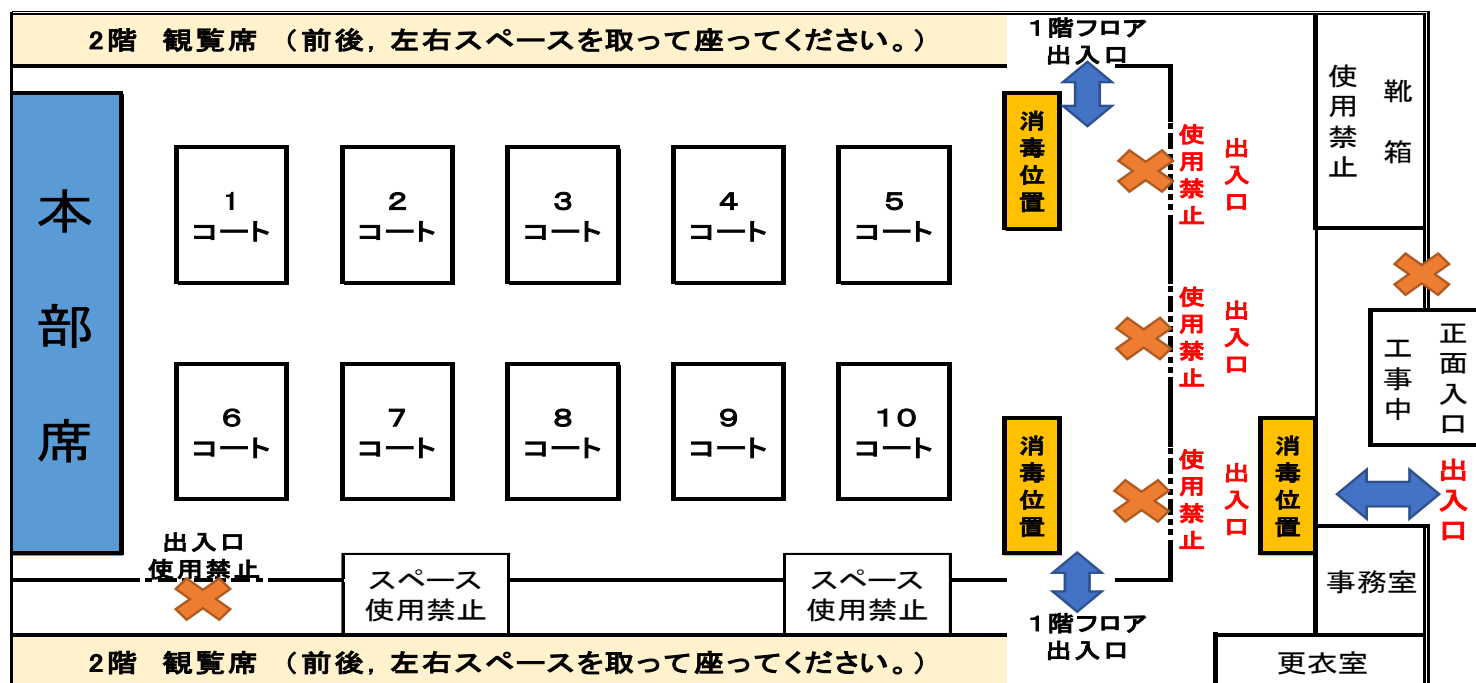 2階 観覧席 （前後，左右スペースを取って座ってください。）
1階フロア
出入口
使用禁止
靴箱
本部席
1
コート
2
コート
3
コート
4
コート
5
コート
消毒位置
使用禁止
出入口
使用禁止
出入口
工事中
正面入口
6
コート
7
コート
8
コート
9
コート
10
コート
消毒位置
使用禁止
出入口
消毒位置
出入口
出入口
使用禁止
スペース
使用禁止
スペース
使用禁止
事務室
1階フロア
出入口
2階 観覧席 （前後，左右スペースを取って座ってください。）
更衣室